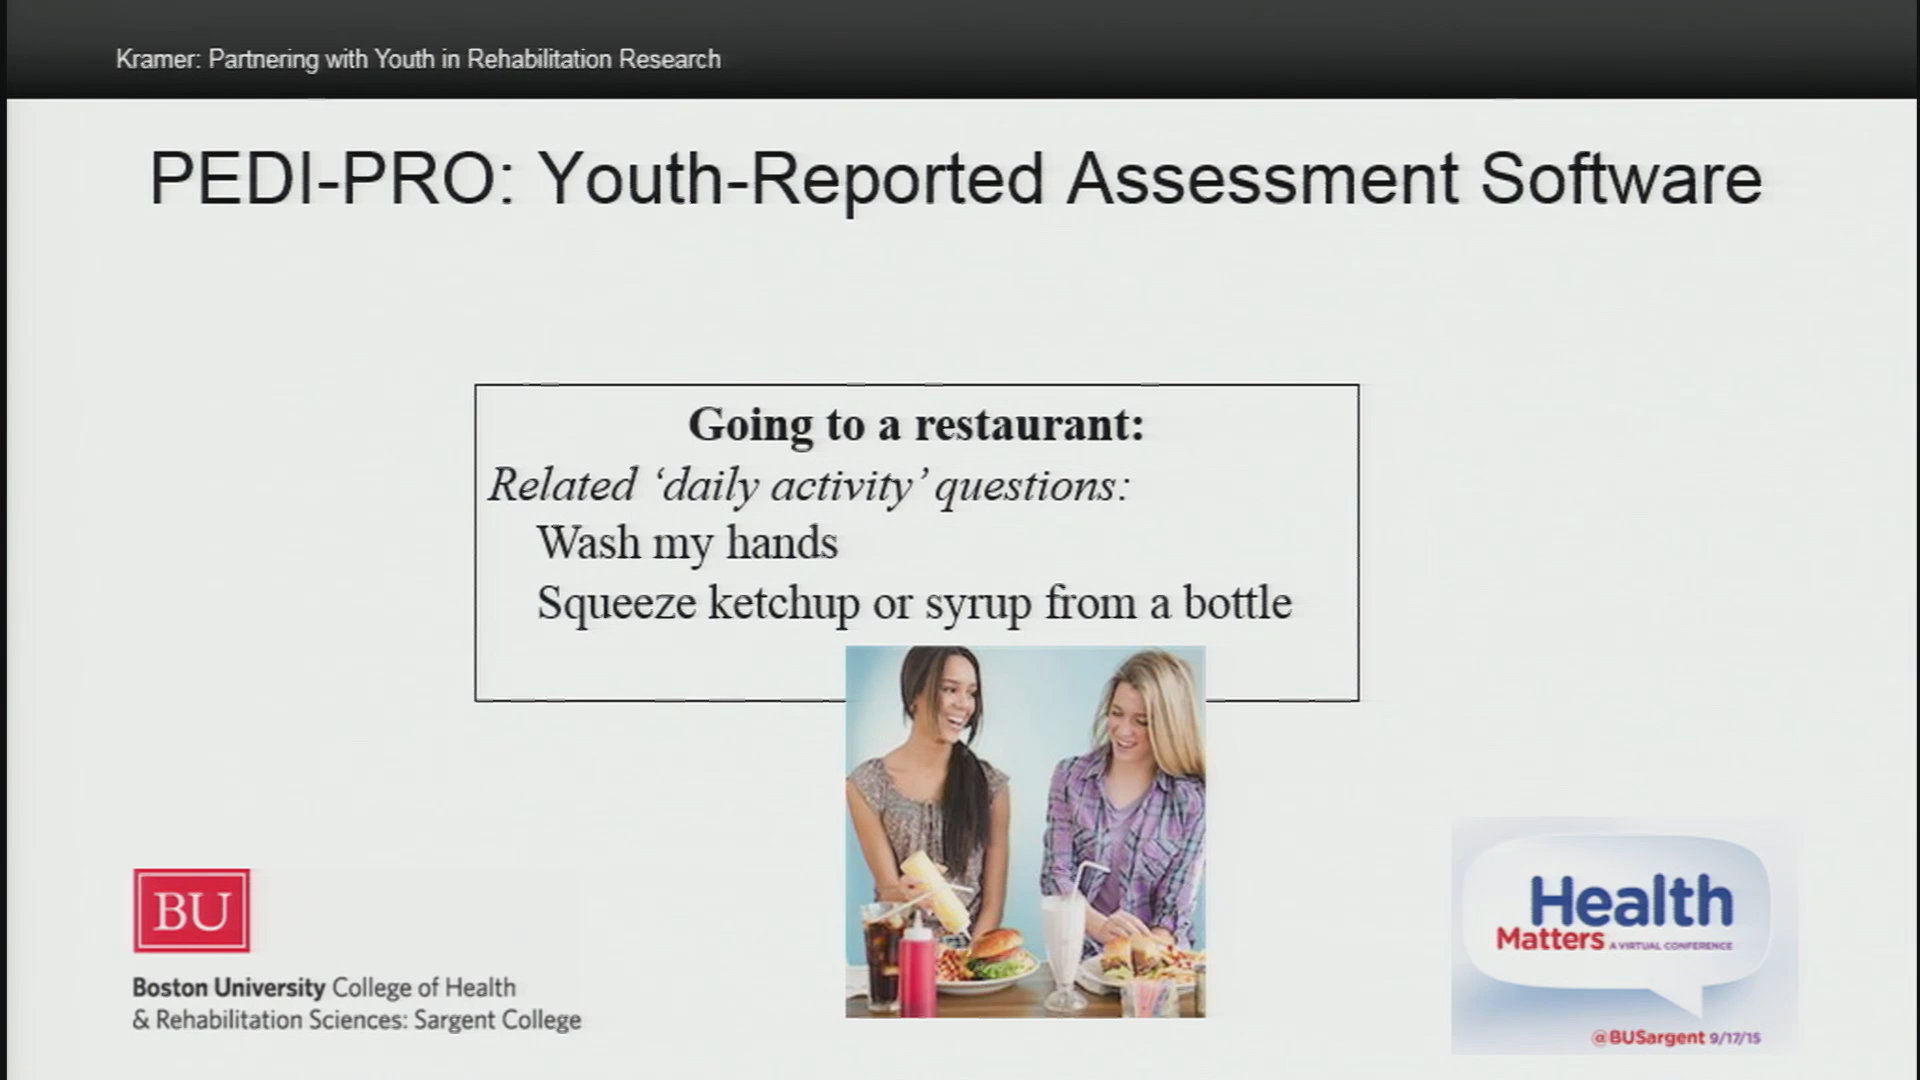 Kramer: Partnering with Youth in Rehabilitation Research
PEDI-PRO: Youth-Reported Assessment Software
Going to a restaurant:
Related ‘daily activity’ questions:
Wash my hands
Squeeze ketchup or syrup from a bottle
BU
Boston University College of Health
& Rehabilitation Sciences: Sargent College
Health
Matters A VIRTUAL CONFERENCE
@BUSargent 9/17/15